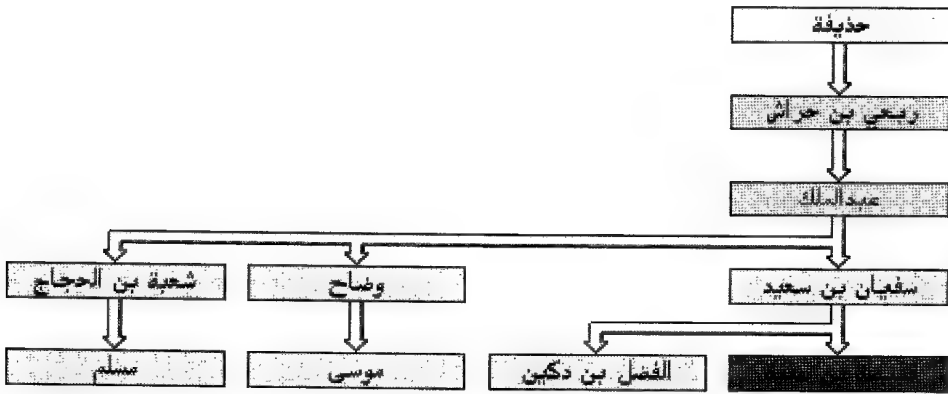 حذيفة
ربعي بن حراش
عبدالملك
سفيان بن سعيد
وضاح
شعبة بن الحجاج
الفضل بن دكين
موسى
مسلم